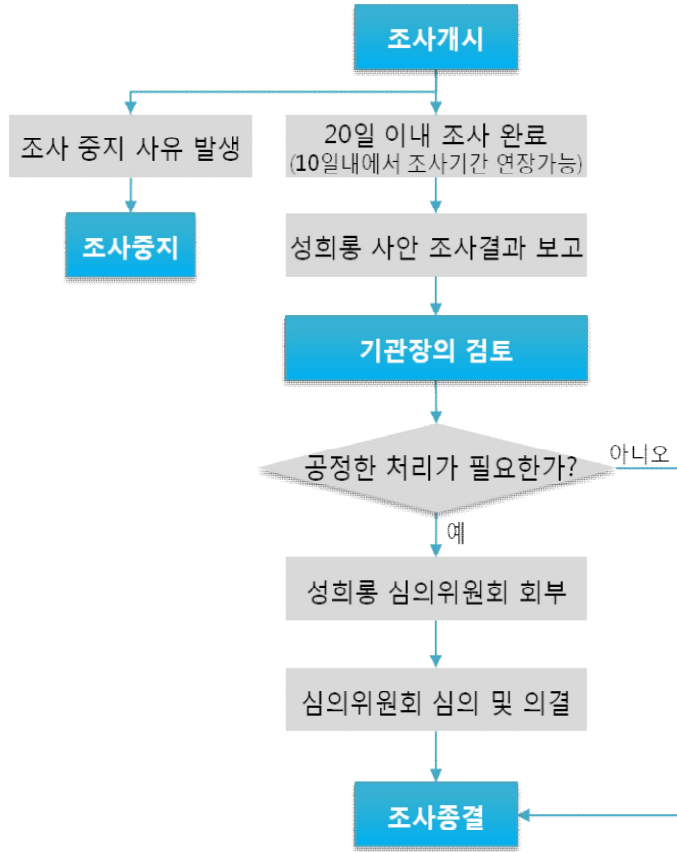 조사개시
조사 중지 사유 발생
20일 이내 조사 완료
(10일내에서 조사기간 연장가능)
조사중지
성희롱 사안 조사결과 보고
기관장의 검토
공정한 처리가 필요한가?
아니오
예
성희롱 심의위원회 회부
심의위원회 심의 및 의결
조사종결